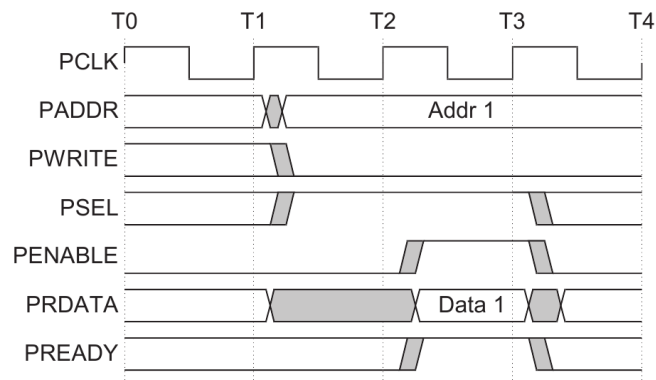 T0 T1 T2 T3 T4
PCLK
PADDR Addr 1
PWRITE
PSEL
PENABLE
PRDATA Data 1
PREADY